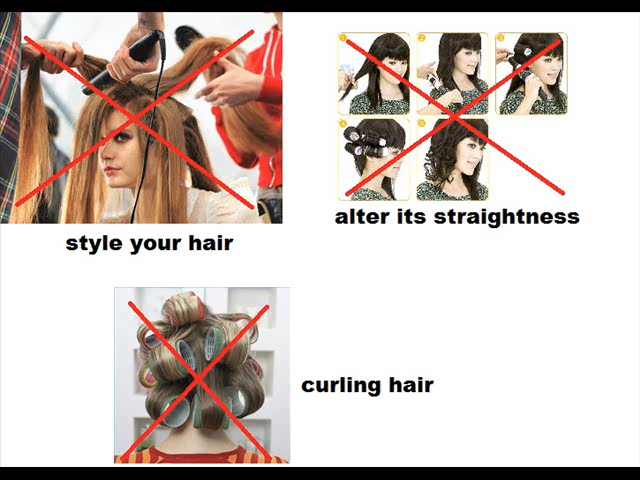 style your hair
alter its straightness
curling hair